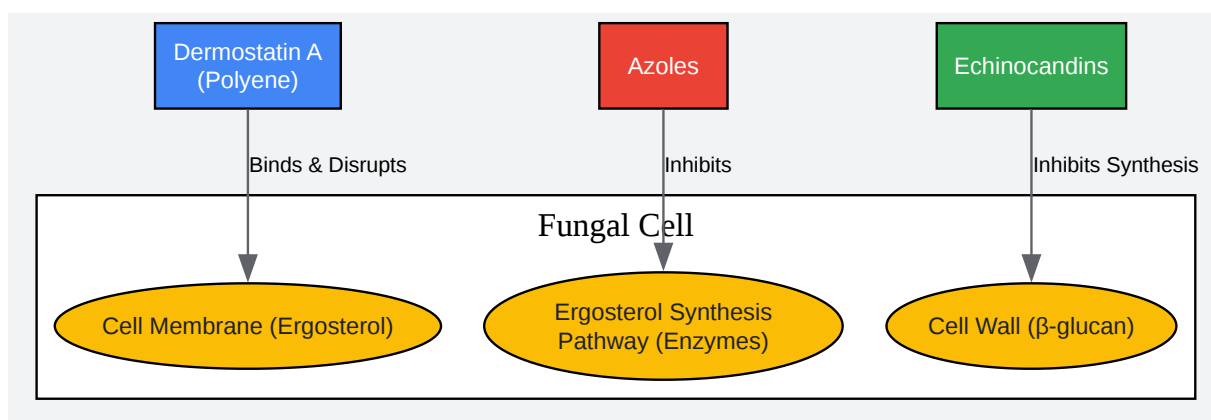 Dermostatin A
(Polyene)
Azoles
Echinocandins
Binds & Disrupts
Inhibits
Inhibits Synthesis
Fungal Cell
Cell Membrane (Ergosterol)
Ergosterol Synthesis
Pathway (Enzymes)
Cell Wall (β-glucan)